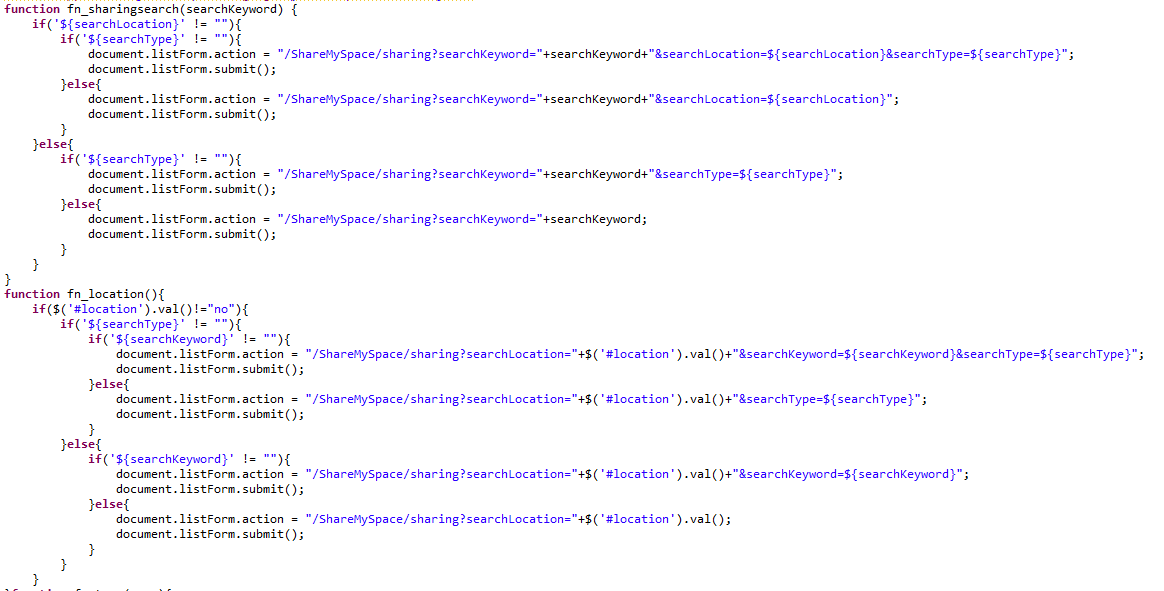 function fn_sharingsearch(searchKeyword) {
    if('${searchLocation}' != ""){
        if('${searchType}' != ""){
            document.listForm.action = "/ShareMySpace/sharing?searchKeyword="+searchKeyword+"&searchLocation=${searchLocation}&searchType=${searchType}";
            document.listForm.submit();
        }else{
            document.listForm.action = "/ShareMySpace/sharing?searchKeyword="+searchKeyword+"&searchLocation=${searchLocation}";
            document.listForm.submit();
        }
    }else{
        if('${searchType}' != ""){
            document.listForm.action = "/ShareMySpace/sharing?searchKeyword="+searchKeyword+"&searchType=${searchType}";
            document.listForm.submit();
        }else{
            document.listForm.action = "/ShareMySpace/sharing?searchKeyword="+searchKeyword;
            document.listForm.submit();
        }
    }
}
function fn_location(){
    if($('#location').val()!="no"){
        if('${searchType}' != ""){
            if('${searchKeyword}' != ""){
                document.listForm.action = "/ShareMySpace/sharing?searchLocation="+$('#location').val()+"&searchKeyword=${searchKeyword}&searchType=${searchType}";
                document.listForm.submit();
            }else{
                document.listForm.action = "/ShareMySpace/sharing?searchLocation="+$('#location').val()+"&searchType=${searchType}";
                document.listForm.submit();
            }
        }else{
            if('${searchKeyword}' != ""){
                document.listForm.action = "/ShareMySpace/sharing?searchLocation="+$('#location').val()+"&searchKeyword=${searchKeyword}";
                document.listForm.submit();
            }else{
                document.listForm.action = "/ShareMySpace/sharing?searchLocation="+$('#location').val();
                document.listForm.submit();
            }
        }
    }